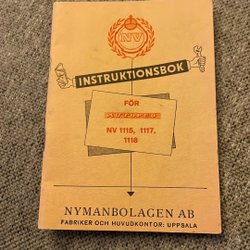 NV
INSTRUKTIONSBOK
FÖR
NV 1115, 1117,
1118
NYMANBOLAGEN AB
FABRIKER OCH HUVUDKONTOR: UPPSALA